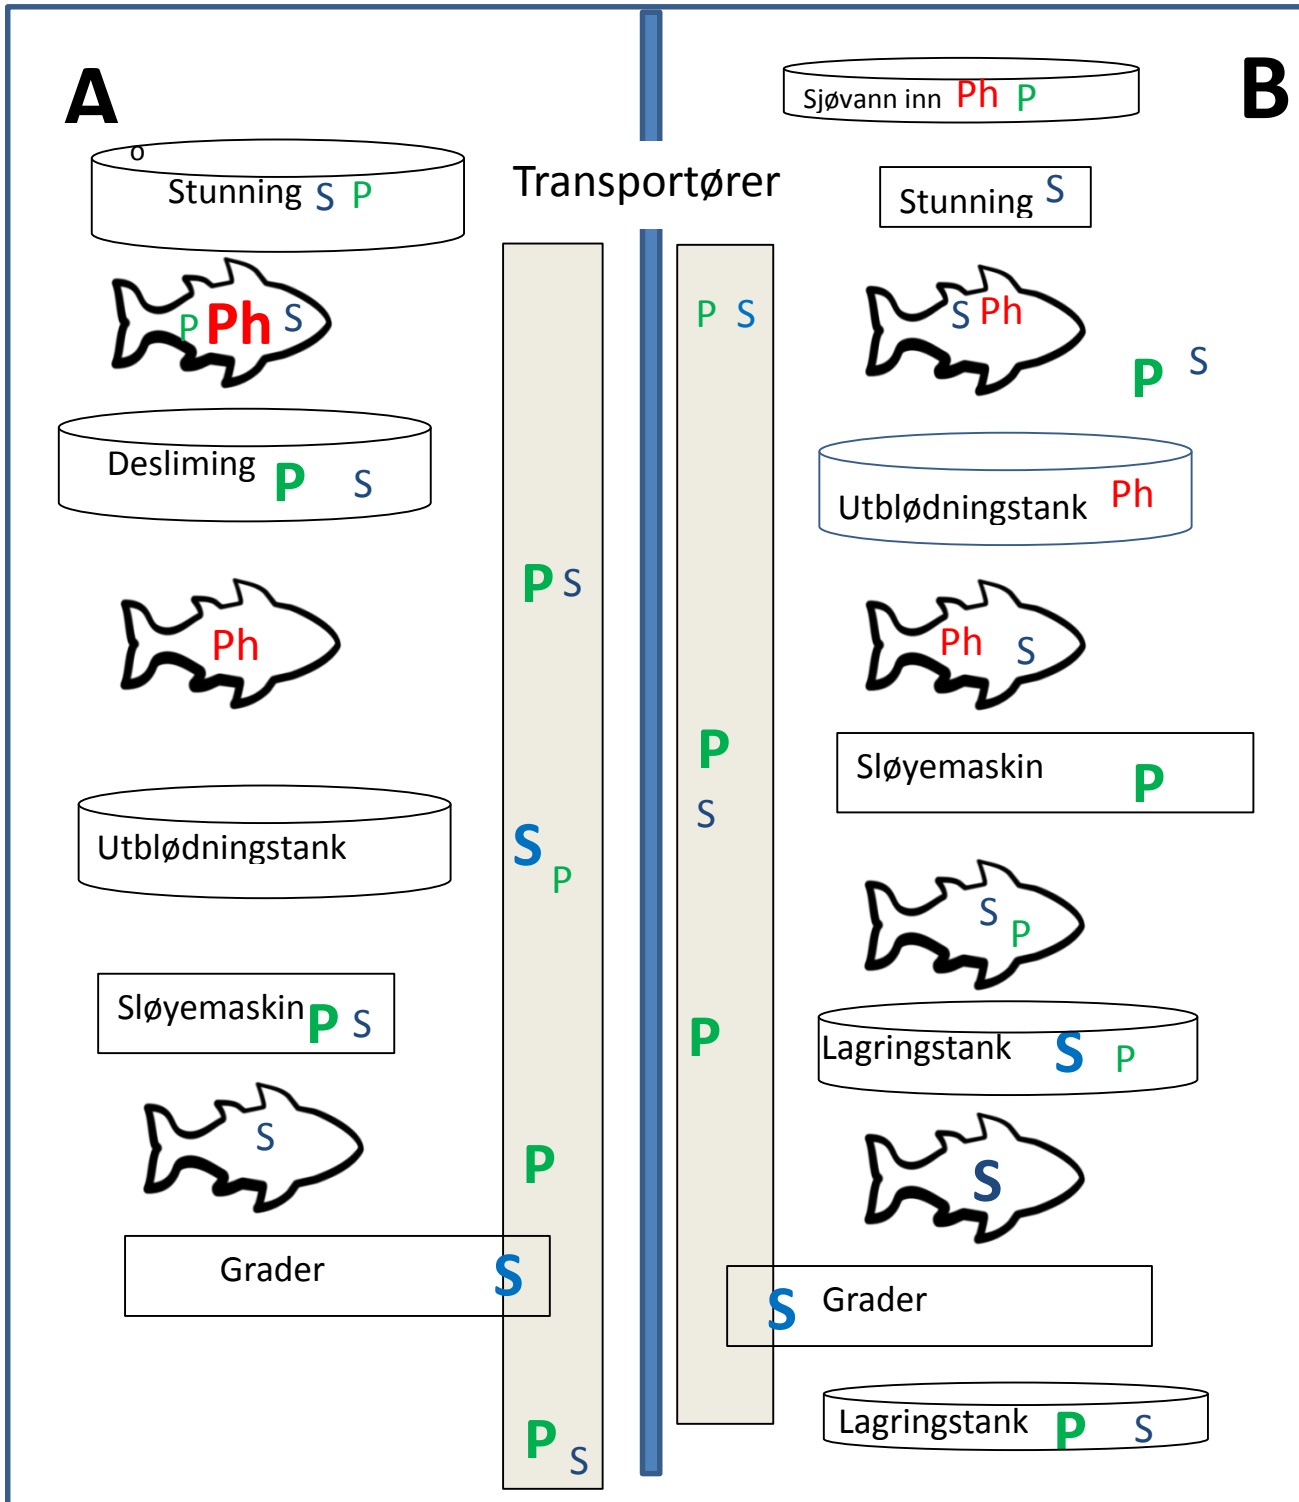 A
o
Stunning S P
P Ph S
Desliming P S
Ph
Utblødningstank
Sløyemaskin P S
S
Grader S
Transportører
P S
S
P
P
P S
P S
P
S
P
B
Sjøvann inn Ph P
Stunning S
S Ph
P S
Utblødningstank Ph
Ph S
Sløyemaskin P
S P
Lagringstank S P
S
S Grader
Lagringstank P S